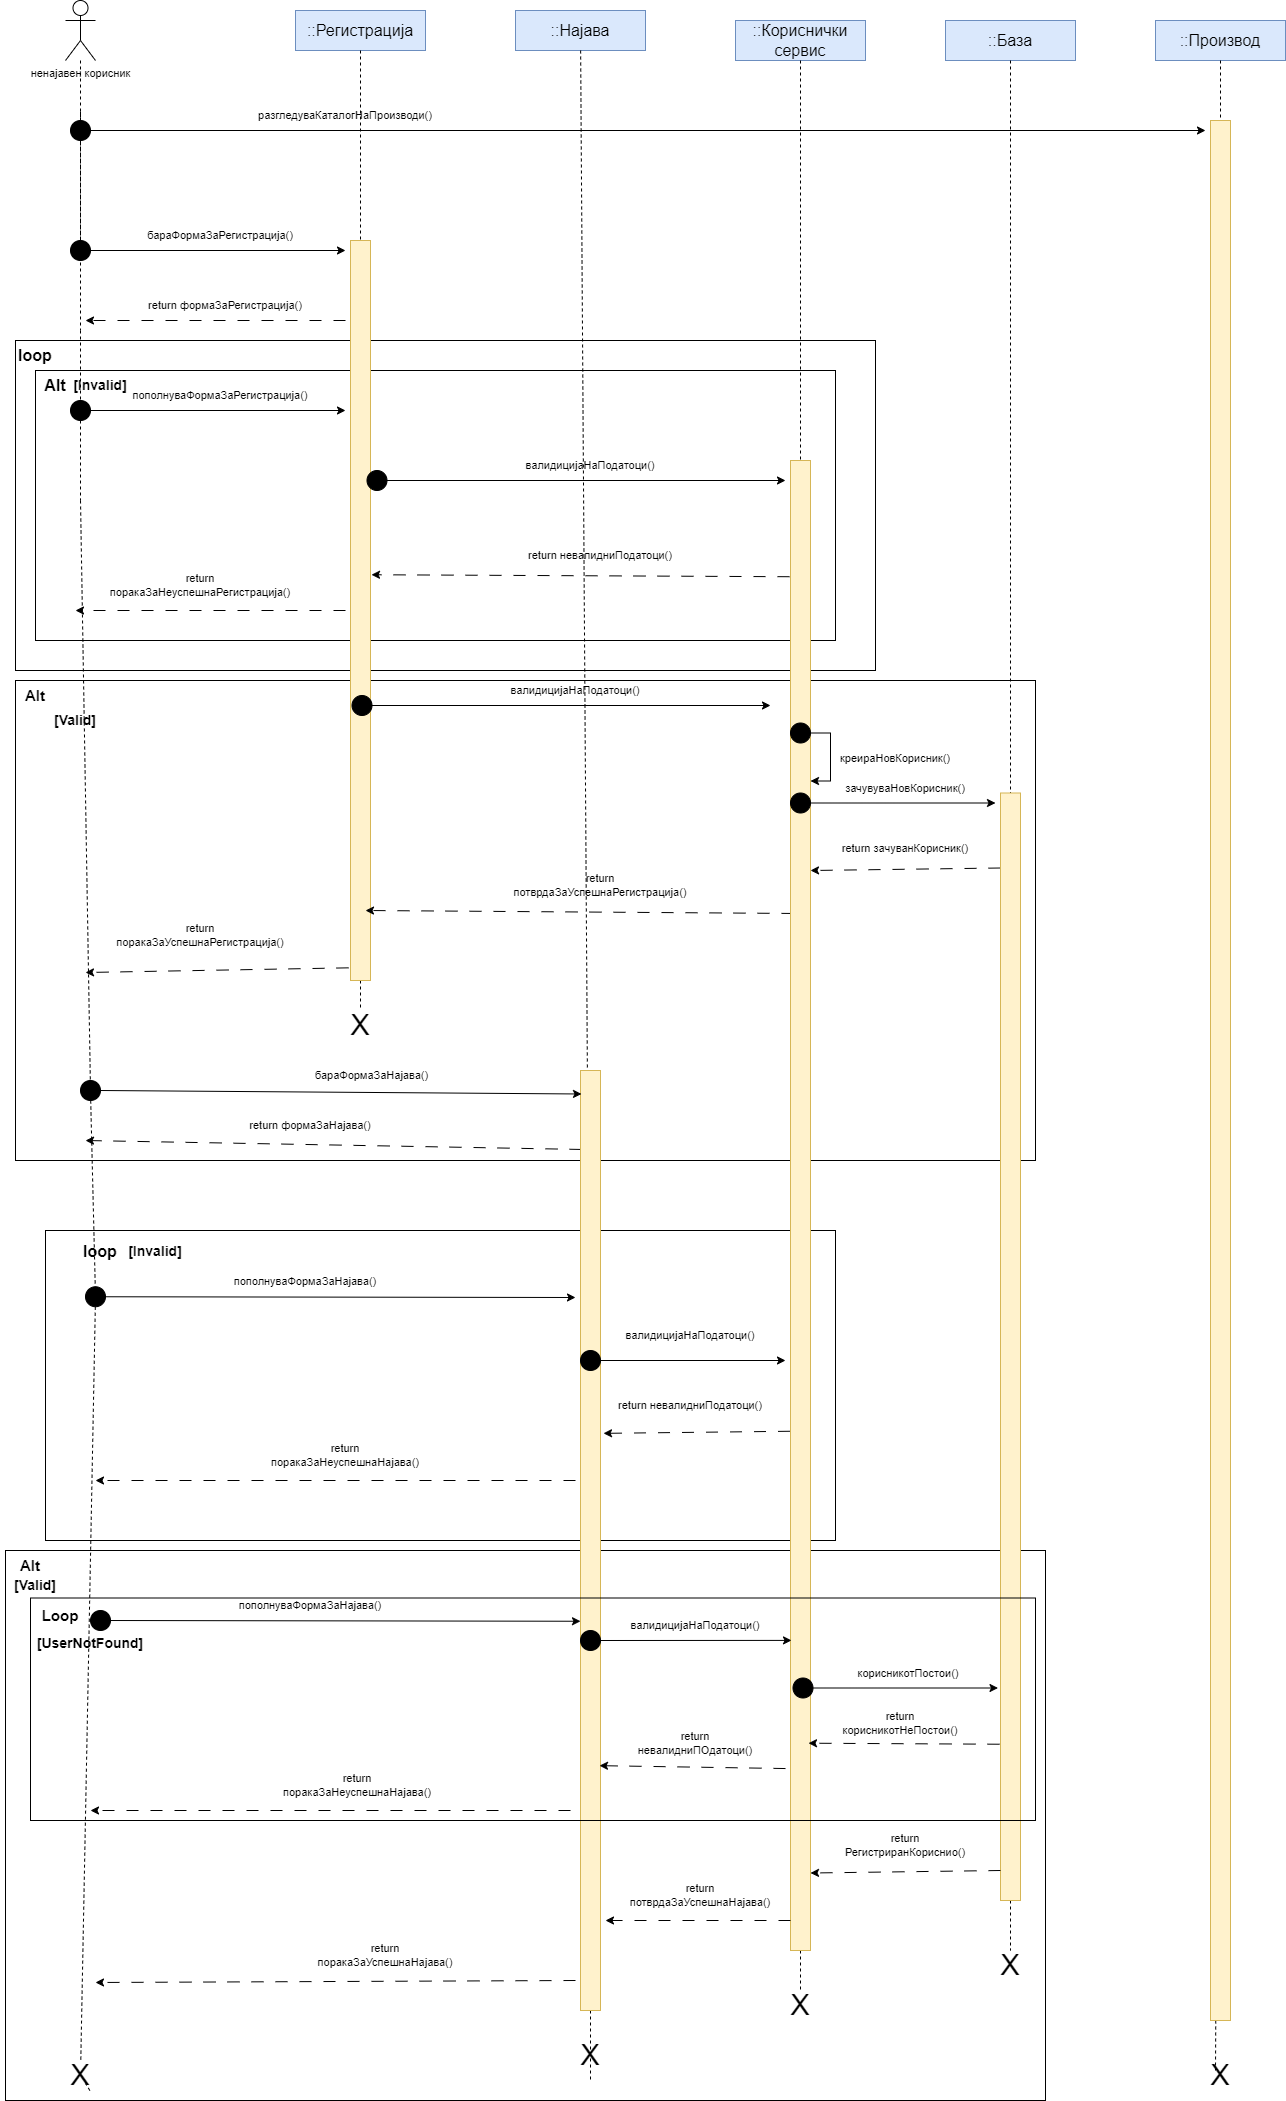 ::Регистрација
::Најава
::Кориснички
сервис
::База
::Производ
ненајавен корисник
разгледуваКаталогНаПроизводи()
бараФормаЗаРегистрација()
return формаЗаРегистрација()
loop
Alt [Invalid]
пополнуваФормаЗаРегистрација()
валидицијаНаПодатоци()
return невалидниПодатоци()
return
поракаЗаНеуспешнаРегистрација()
Alt
[Valid]
валидицијаНаПодатоци()
креираНовКорисник()
зачувуваНовКорисник()
return зачуванКорисник()
return
потврдаЗаУспешнаРегистрација()
return
поракаЗаУспешнаРегистрација()
X
бараФормаЗаНајава()
return формаЗаНајава()
loop [Invalid]
пополнуваФормаЗаНајава()
валидицијаНаПодатоци()
return невалидниПодатоци()
return
поракаЗаНеуспешнаНајава()
Alt
[Valid]
пополнуваФормаЗаНајава()
Loop
[UserNotFound]
валидицијаНаПодатоци()
корисникотПостои()
return
корисникотНеПостои()
return
невалидниПОдатоци()
return
поракаЗаНеуспешнаНајава()
return
РегистриранКориснио()
return
потврдаЗаУспешнаНајава()
return
поракаЗаУспешнаНајава()
X
X
X
X
X